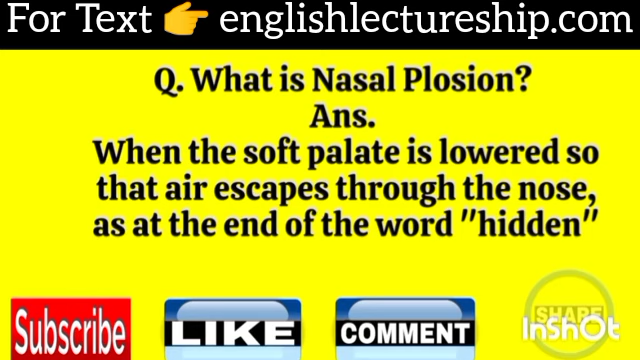 For Text 👉 englishlectureship.com
Q. What is Nasal Plosion?
Ans.
When the soft palate is lowered so
that air escapes through the nose,
as at the end of the word "hidden"
Subscribe
LIKE
COMMENT
SHARE
InShOt